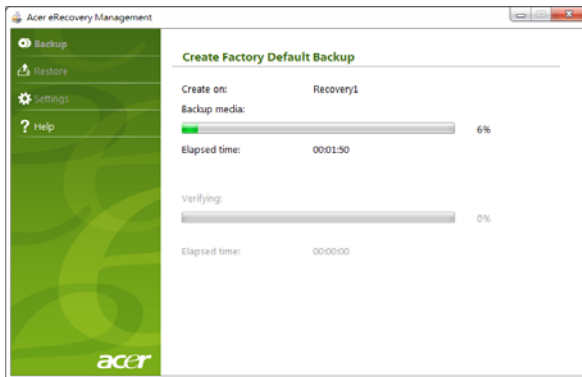 Acer eRecovery Management
Backup
Restore
Settings
? Help
Create Factory Default Backup
Create on: Recovery1
Backup media:
6%
Elapsed time: 00:01:50
Verifying:
0%
Elapsed time: 00:00:00
acer